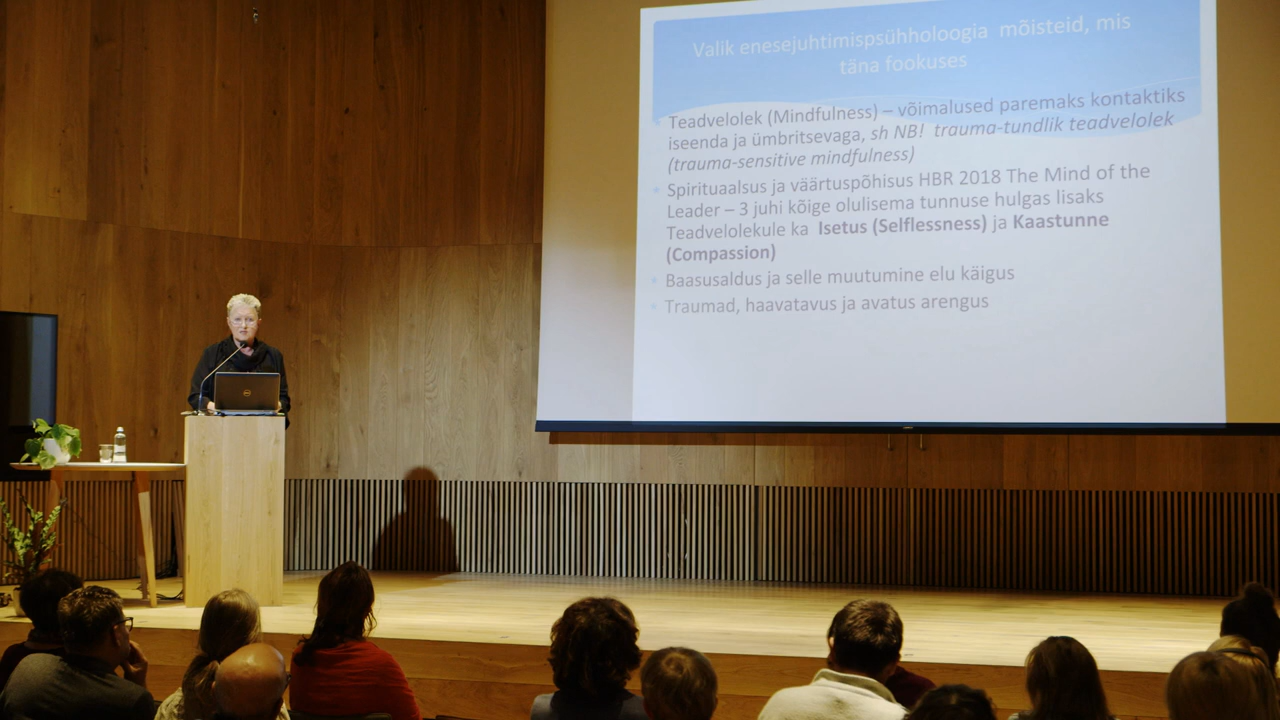 Valik enesejuhtimispsühholoogia mõisteid, mis
täna fookuses
Teadvelolek (Mindfulness) – võimalused paremaks kontaktiks
iseenda ja ümbritsevaga, sh NB! trauma-tundlik teadvelolek
(trauma-sensitive mindfulness)
Spirituaalsus ja väärtuspõhisus HBR 2018 The Mind of the
Leader – 3 juhi kõige olulisema tunnuse hulgas lisaks
Teadvelolekule ka Isetus (Selflessness) ja Kaastunne
(Compassion)
Baasusaldus ja selle muutumine elu käigus
Traumad, haavatavus ja avatus arengus
DELL